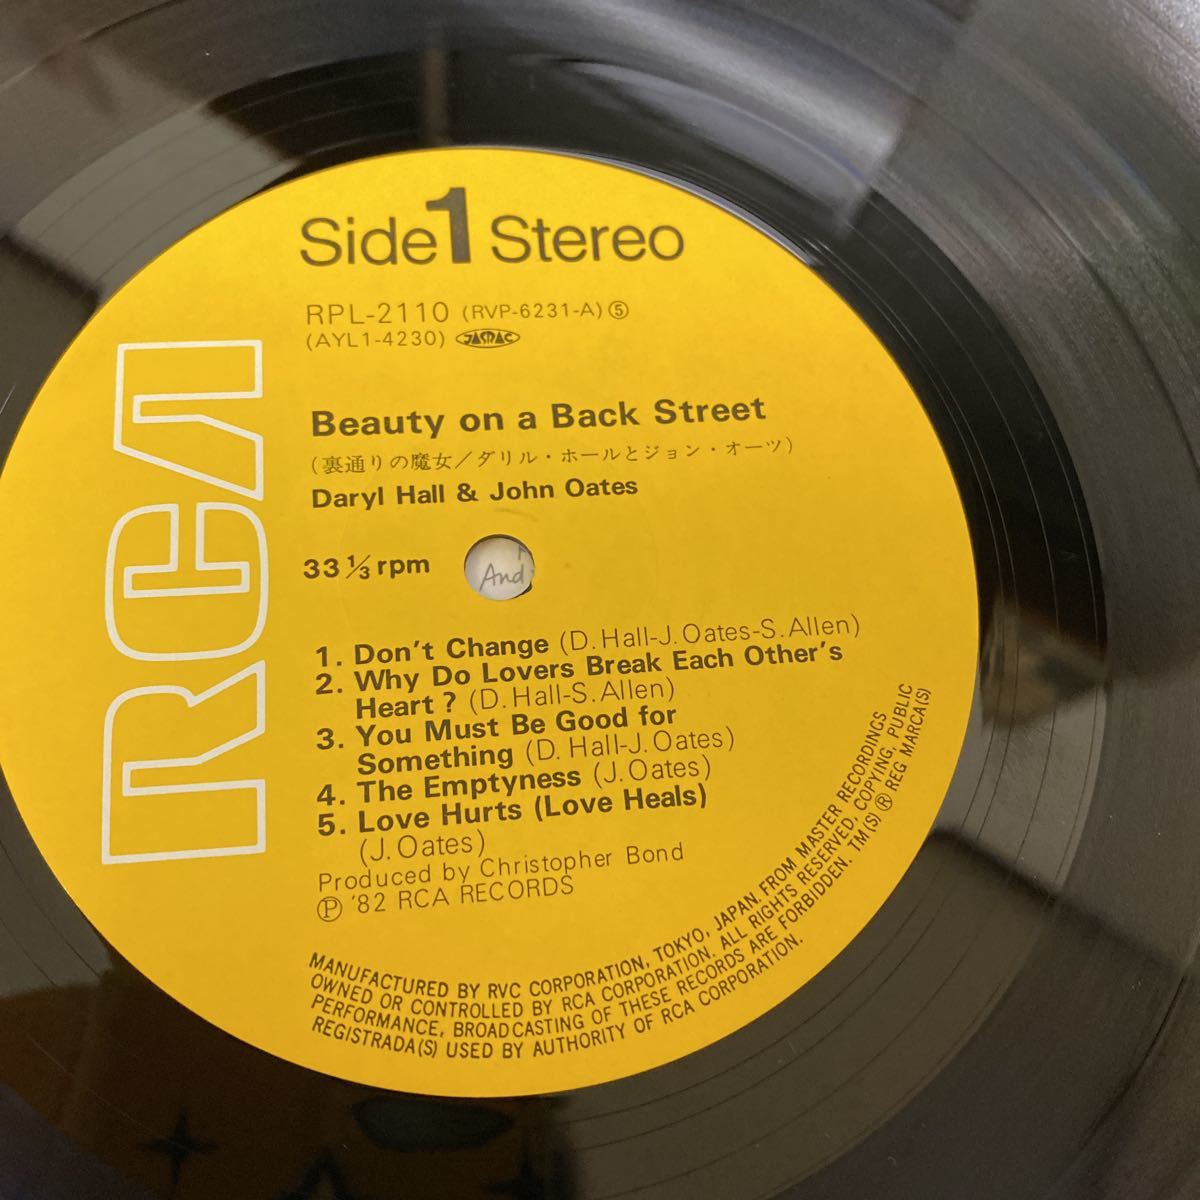 Side 1 Stereo
RPL-2110 (RVP-6231-A) ⑤
(AYL1-4230) JASRAC
Beauty on a Back Street
(裏通りの魔女/ダリル・ホールとジョン・オーツ)
Daryl Hall & John Oates
RCA
33 1/3 rpm
And
1. Don't Change (D. Hall-J. Oates-S. Allen)
2. Why Do Lovers Break Each Other's
Heart? (D. Hall-S. Allen)
3. You Must Be Good for
Something (D. Hall-J. Oates)
4. The Emptyness (J. Oates)
5. Love Hurts (Love Heals)
(J. Oates)
Produced by Christopher Bond
Ⓟ '82 RCA RECORDS
MANUFACTURED BY RVC CORPORATION, TOKYO, JAPAN. FROM MASTER RECORDINGS
OWNED OR CONTROLLED BY RCA CORPORATION. ALL RIGHTS RESERVED, COPYING, PUBLIC
PERFORMANCE, BROADCASTING OF THESE RECORDS ARE FORBIDDEN. TM(S) ® REG MARCA(S)
REGISTRADA(S) USED BY AUTHORITY OF RCA CORPORATION.